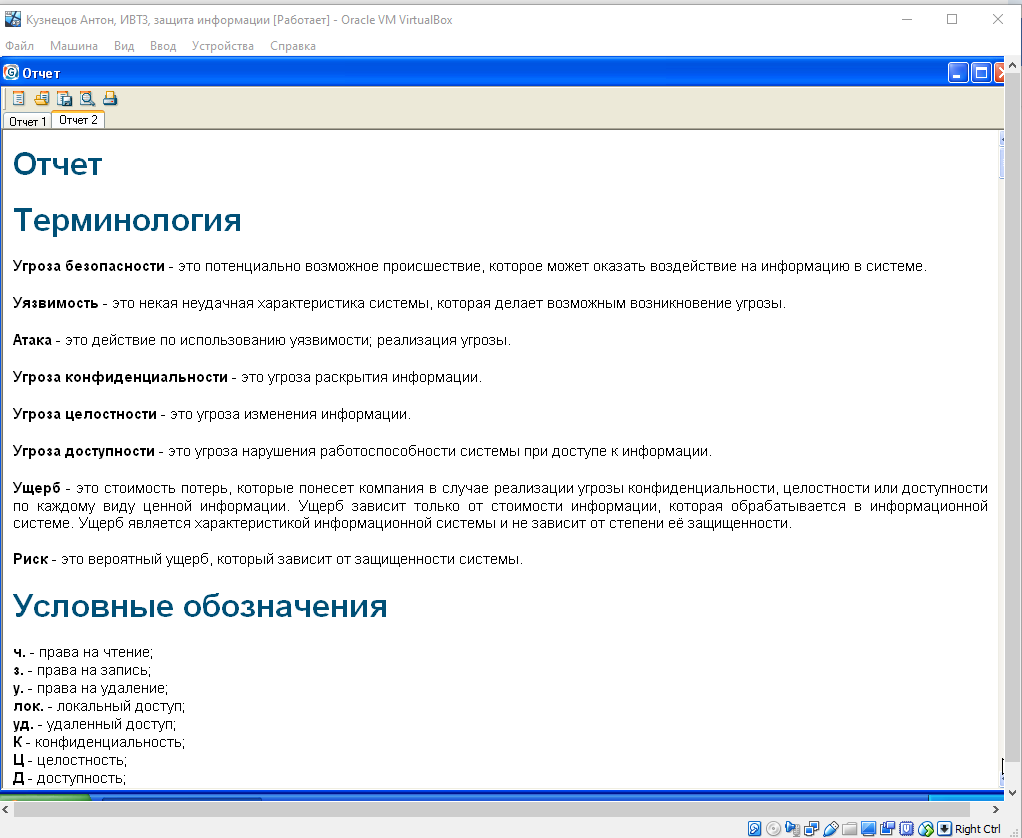 Кузнецов Антон, ИВТЗ, защита информации [Работает] - Oracle VM VirtualBox
Файл Машина Вид Ввод Устройства Справка
Отчет
Отчет 1 Отчет 2
Отчет
Терминология
Угроза безопасности - это потенциально возможное происшествие, которое может оказать воздействие на информацию в системе.
Уязвимость - это некая неудачная характеристика системы, которая делает возможным возникновение угрозы.
Атака - это действие по использованию уязвимости; реализация угрозы.
Угроза конфиденциальности - это угроза раскрытия информации.
Угроза целостности - это угроза изменения информации.
Угроза доступности - это угроза нарушения работоспособности системы при доступе к информации.
Ущерб - это стоимость потерь, которые понесет компания в случае реализации угрозы конфиденциальности, целостности или доступности
по каждому виду ценной информации. Ущерб зависит только от стоимости информации, которая обрабатывается в информационной
системе. Ущерб является характеристикой информационной системы и не зависит от степени её защищенности.
Риск - это вероятный ущерб, который зависит от защищенности системы.
Условные обозначения
ч. - права на чтение;
з. - права на запись;
у. - права на удаление;
лок. - локальный доступ;
уд. - удаленный доступ;
К - конфиденциальность;
Ц - целостность;
Д - доступность;
Right Ctrl